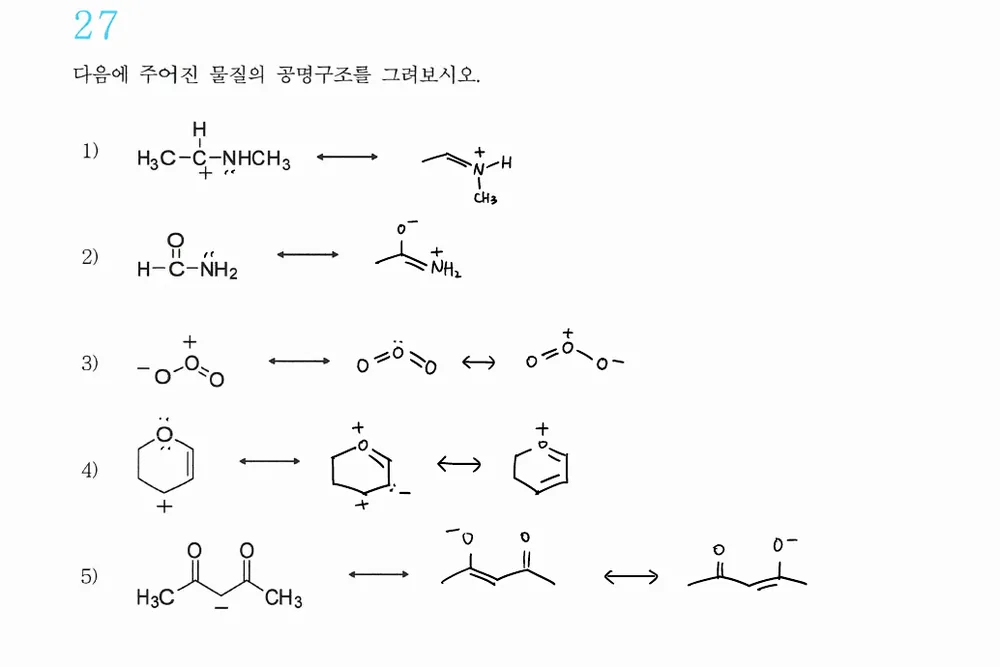 27
다음에 주어진 물질의 공명구조를 그려보시오.
1)
H
H₃C–C–NHCH₃
+
+
N–H
CH₃
2)
O
H–C–NH₂
O⁻
+
NH₂
3)
+
⁻O O O
O=O=O
+
O=O O⁻
4)
O
+
+
O
+
−
+
O
5)
O O
H₃C CH₃
−
⁻O O
O O⁻